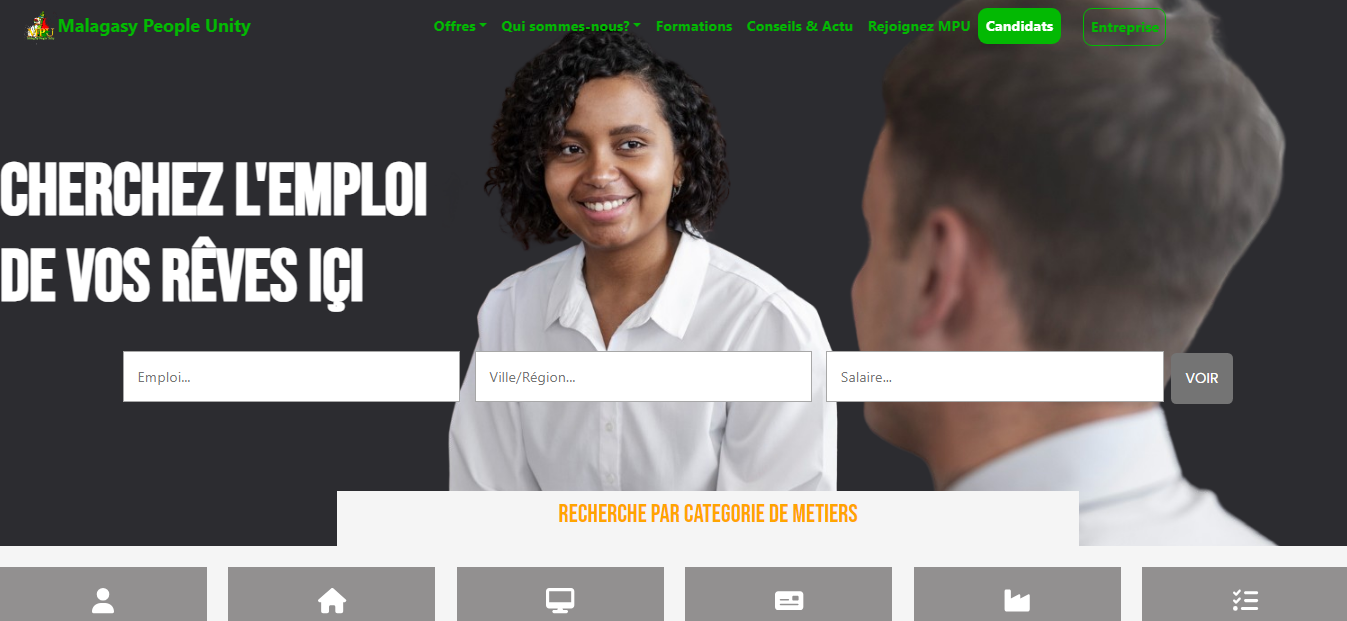 Malagasy People Unity
Offres Qui sommes-nous? Formations Conseils & Actu Rejoignez MPU Candidats Entreprise
CHERCHEZ L'EMPLOI
DE VOS RÊVES IÇI
Emploi... Ville/Région... Salaire... VOIR
RECHERCHE PAR CATEGORIE DE METIERS